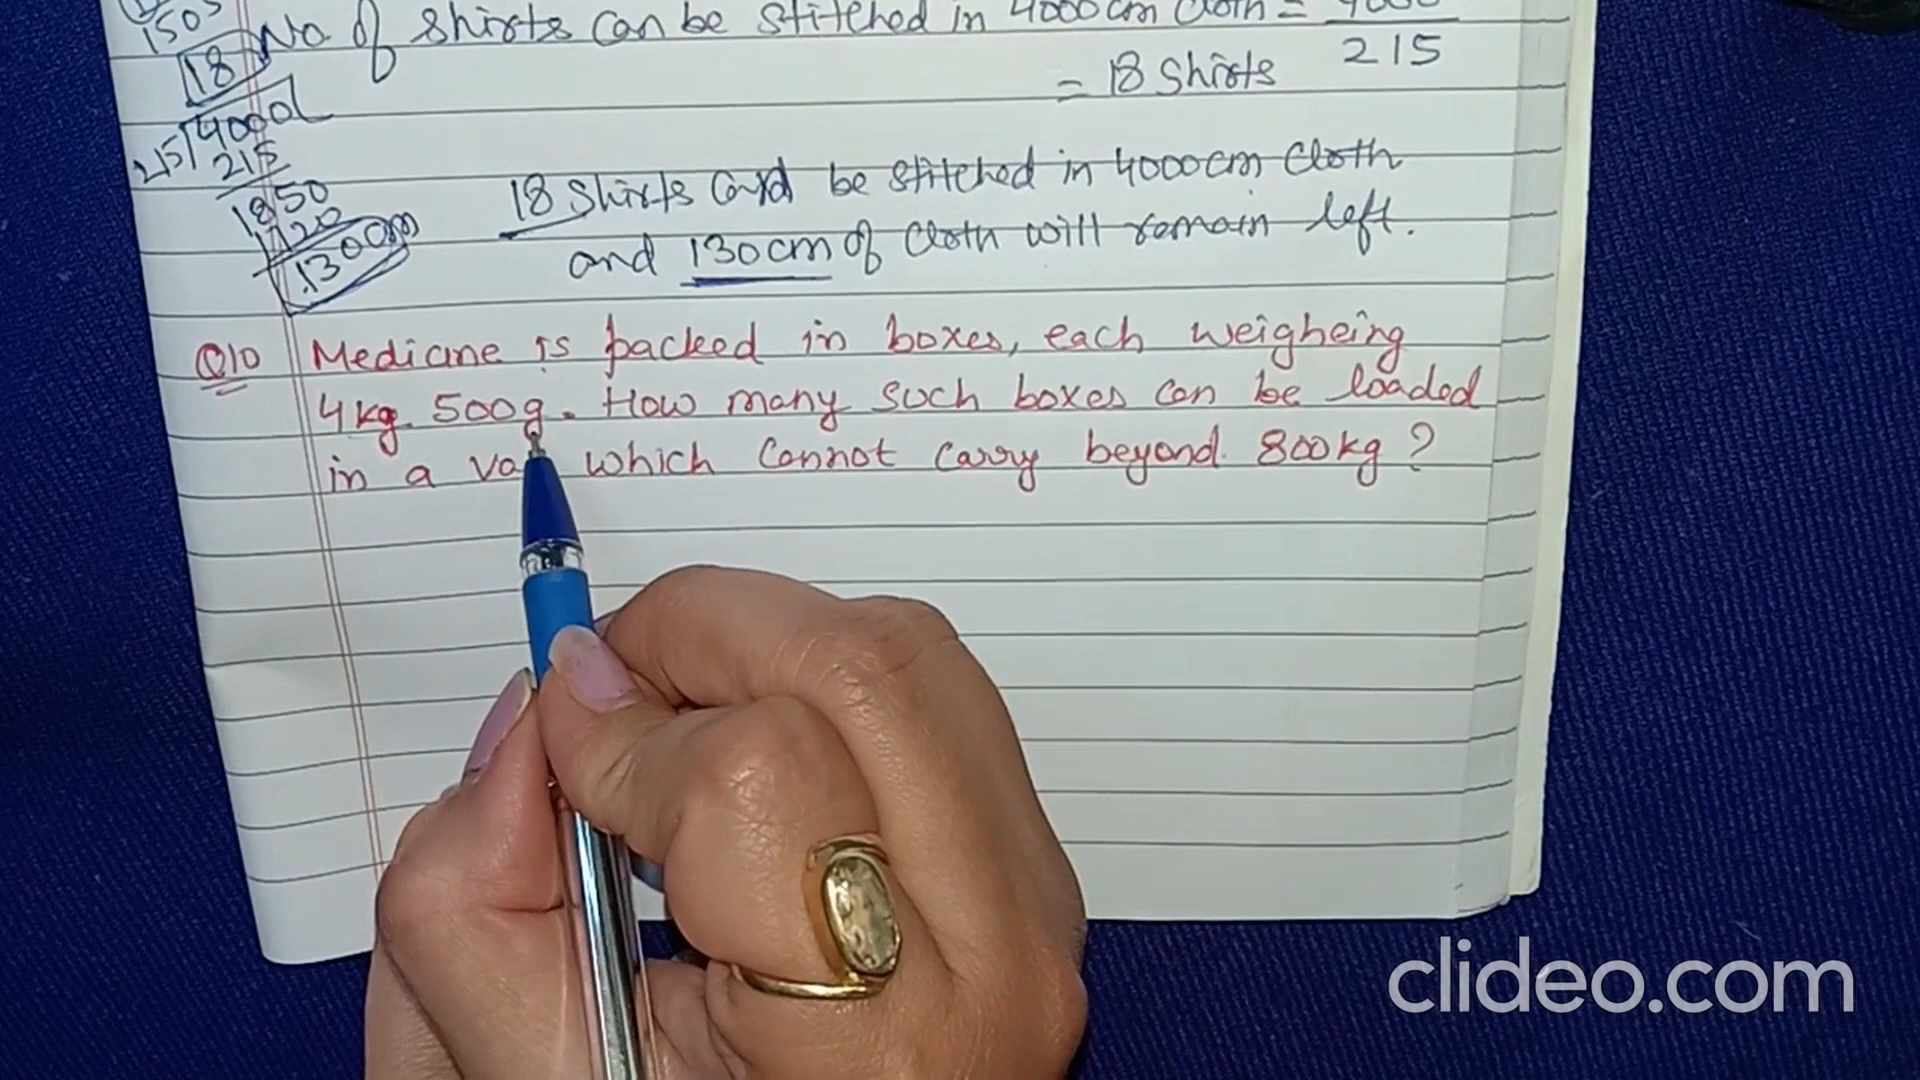 150
No. of Shirts can be stitched in 4000cm cloth = 4000
215
18
= 18 Shirts
215 4000
215
1850
1720
130cm
18 Shirts could be stitched in 4000cm cloth
and 130cm of cloth will remain left.
Q10 Medicine is packed in boxes, each weigheing
4kg 500g. How many such boxes can be loaded
in a va which cannot carry beyond 800kg?
clideo.com